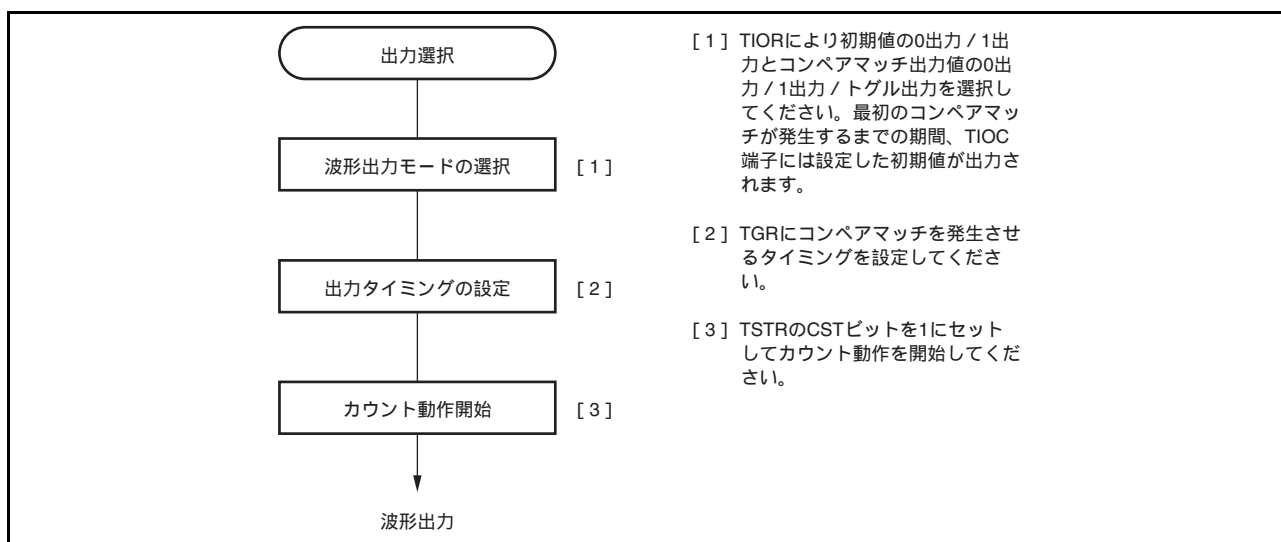 出力選択
波形出力モードの選択 [ 1 ]
出力タイミングの設定 [ 2 ]
カウント動作開始 [ 3 ]
波形出力
[ 1 ] TIORにより初期値の0出力 / 1出
力とコンペアマッチ出力値の0出
力 / 1出力 / トグル出力を選択し
てください。最初のコンペアマッ
チが発生するまでの期間、TIOC
端子には設定した初期値が出力さ
れます。
[ 2 ] TGRにコンペアマッチを発生させ
るタイミングを設定してくださ
い。
[ 3 ] TSTRのCSTビットを1にセット
してカウント動作を開始してくだ
さい。